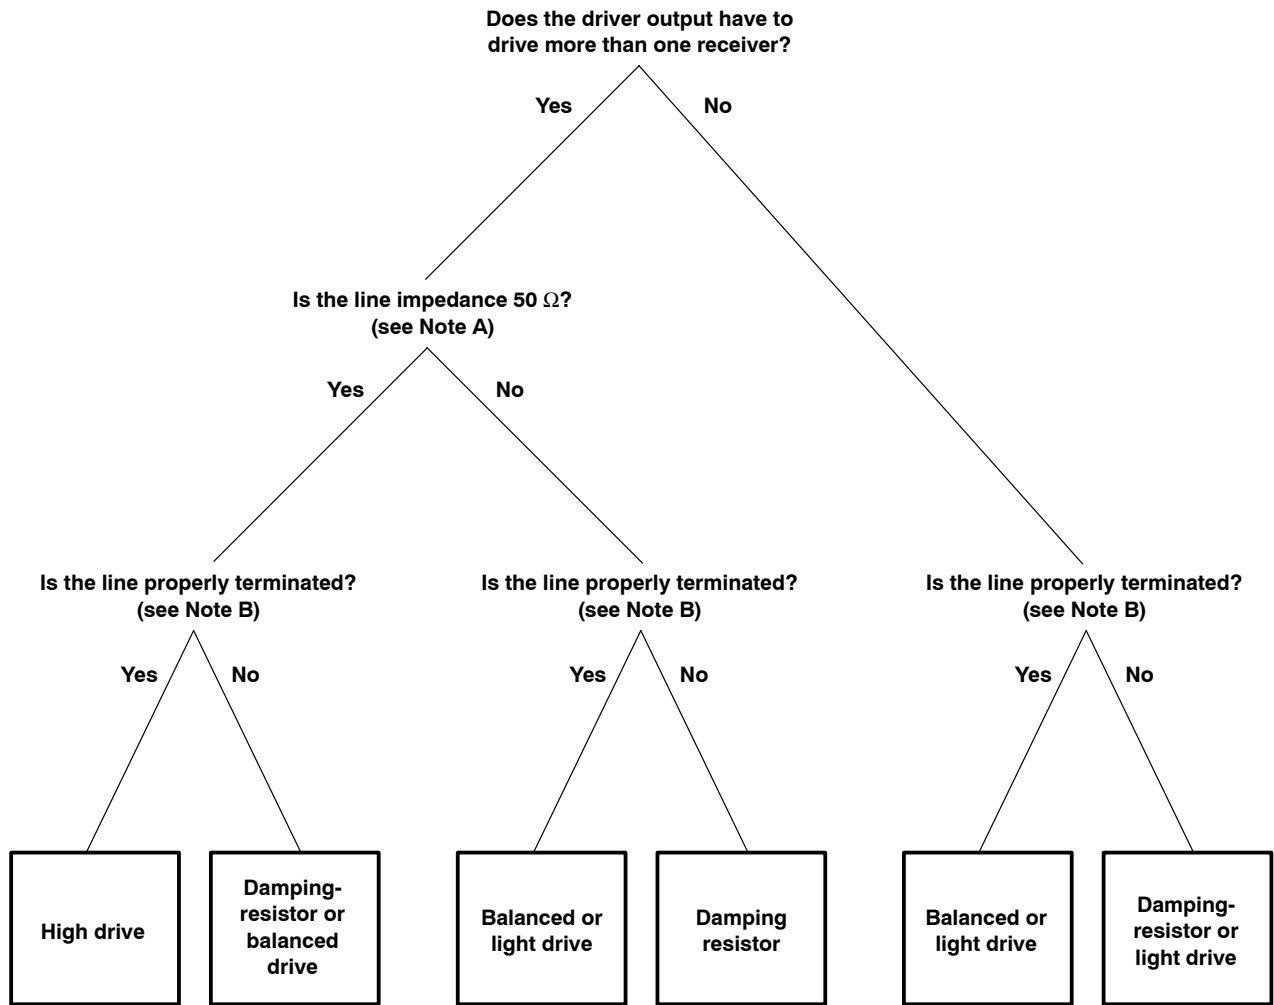 Does the driver output have to
drive more than one receiver?
Yes
No
Is the line impedance 50 Ω?
(see Note A)
Yes
No
Is the line properly terminated?
(see Note B)
Is the line properly terminated?
(see Note B)
Is the line properly terminated?
(see Note B)
Yes
No
Yes
No
Yes
No
High drive
Damping-
resistor or
balanced
drive
Balanced or
light drive
Damping
resistor
Balanced or
light drive
Damping-
resistor or
light drive